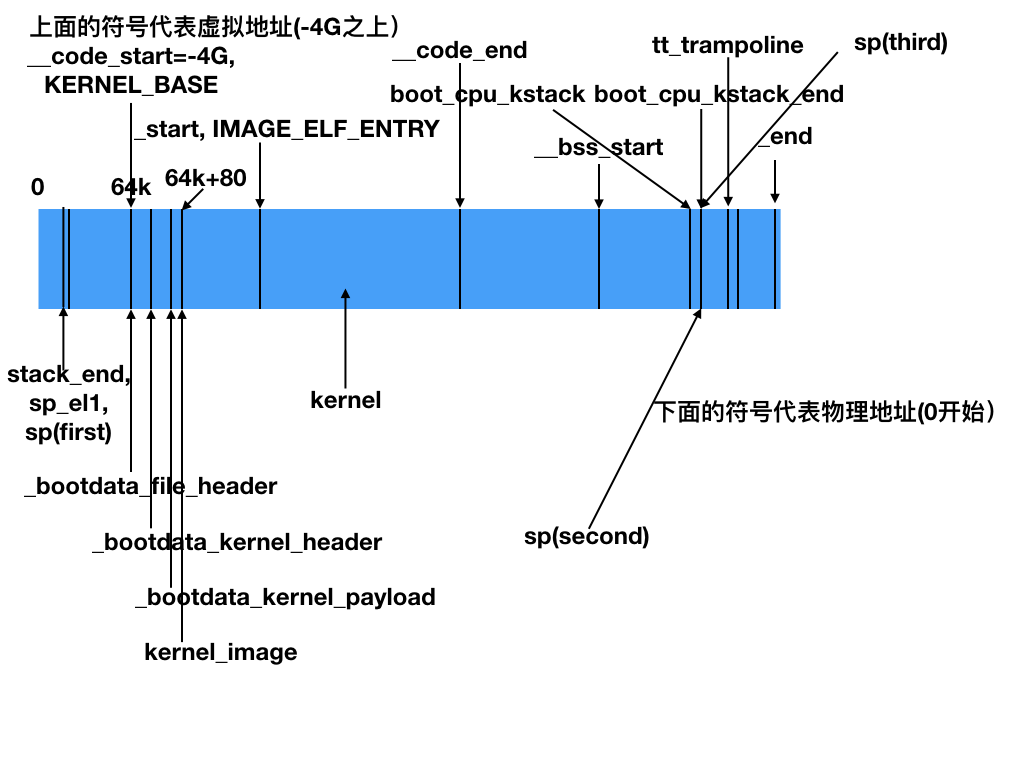 上面的符号代表虚拟地址(-4G之上）
__code_start=-4G,
KERNEL_BASE
__code_end
tt_trampoline
sp(third)
boot_cpu_kstack
boot_cpu_kstack_end
_start, IMAGE_ELF_ENTRY
__bss_start
_end
0
64k
64k+80
stack_end,
sp_el1,
sp(first)
kernel
下面的符号代表物理地址(0开始）
_bootdata_file_header
_bootdata_kernel_header
sp(second)
_bootdata_kernel_payload
kernel_image